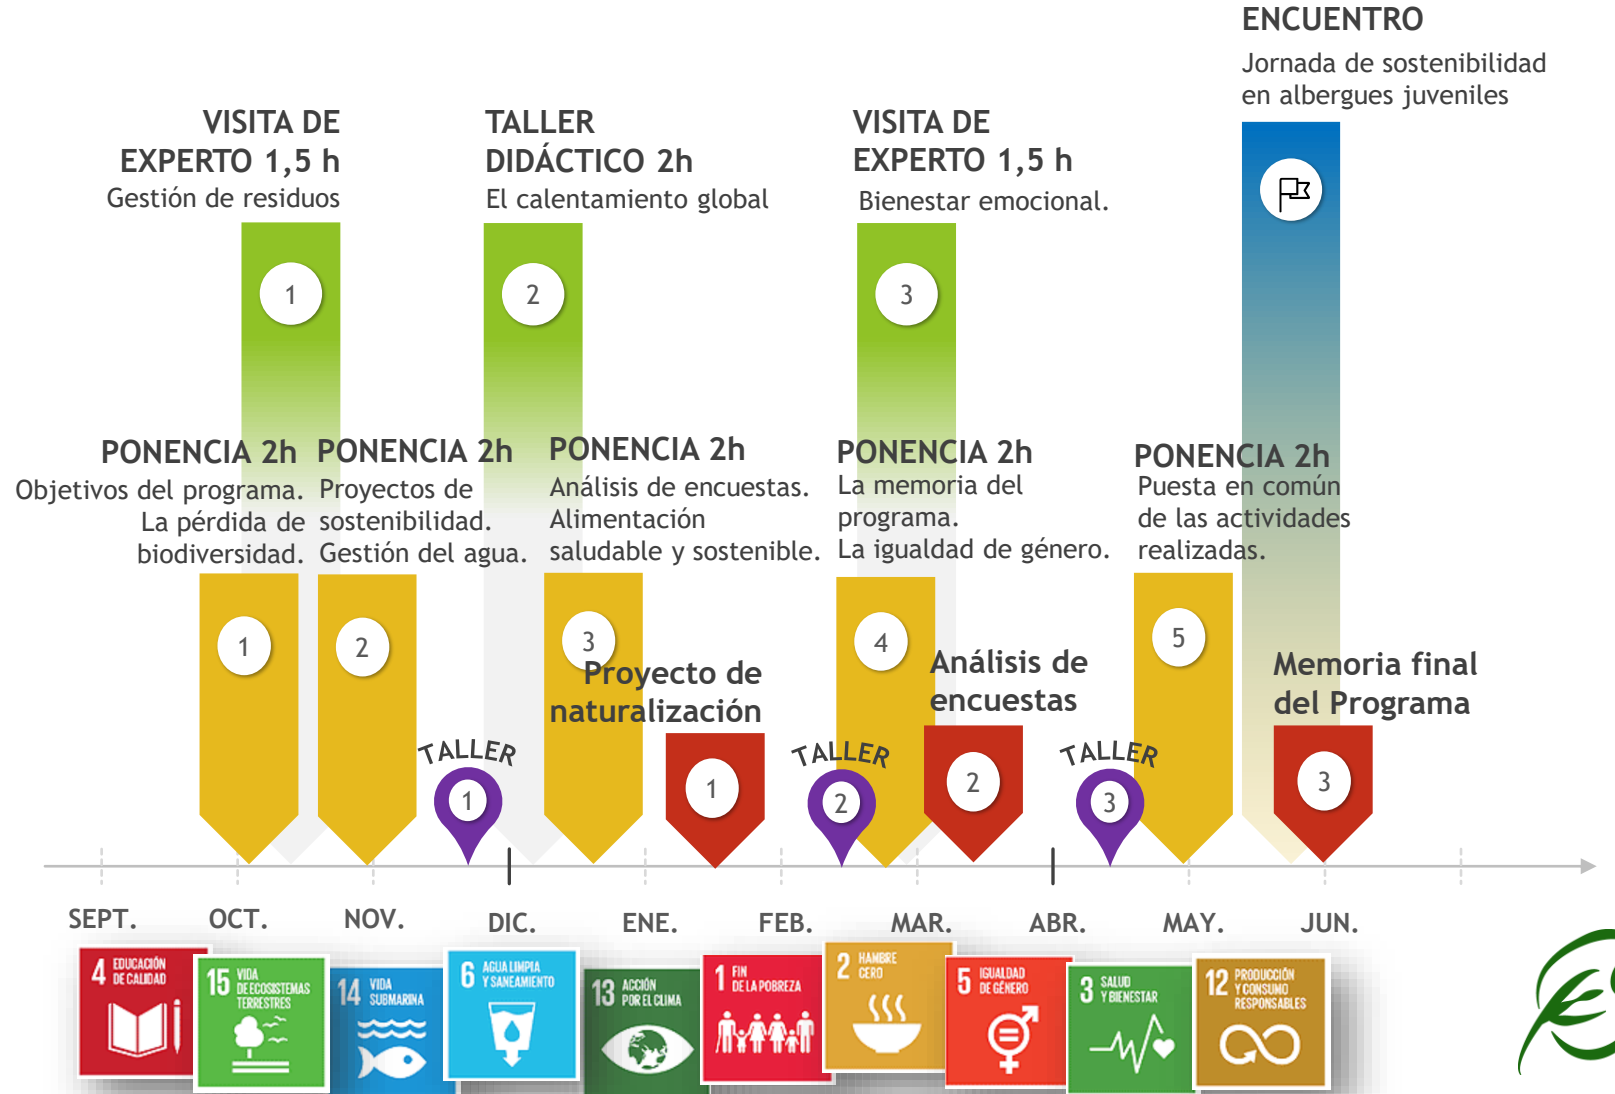 ENCUENTRO
Jornada de sostenibilidad
en albergues juveniles
VISITA DE
EXPERTO 1,5 h
Gestión de residuos
TALLER
DIDÁCTICO 2h
El calentamiento global
VISITA DE
EXPERTO 1,5 h
Bienestar emocional.
1
2
3
PONENCIA 2h
Objetivos del programa.
La pérdida de
biodiversidad.
PONENCIA 2h
Proyectos de
sostenibilidad.
Gestión del agua.
PONENCIA 2h
Análisis de encuestas.
Alimentación
saludable y sostenible.
PONENCIA 2h
La memoria del
programa.
La igualdad de género.
PONENCIA 2h
Puesta en común
de las actividades
realizadas.
1
2
3
4
5
Proyecto de
naturalización
1
Análisis de
encuestas
2
Memoria final
del Programa
3
TALLER
1
TALLER
2
TALLER
3
SEPT.
OCT.
NOV.
DIC.
ENE.
FEB.
MAR.
ABR.
MAY.
JUN.
4 EDUCACIÓN
DE CALIDAD
15 VIDA
DE ECOSISTEMAS
TERRESTRES
14 VIDA
SUBMARINA
6 AGUA LIMPIA
Y SANEAMIENTO
13 ACCIÓN
POR EL CLIMA
1 FIN
DE LA POBREZA
2 HAMBRE
CERO
5 IGUALDAD
DE GÉNERO
3 SALUD
Y BIENESTAR
12 PRODUCCIÓN
Y CONSUMO
RESPONSABLES